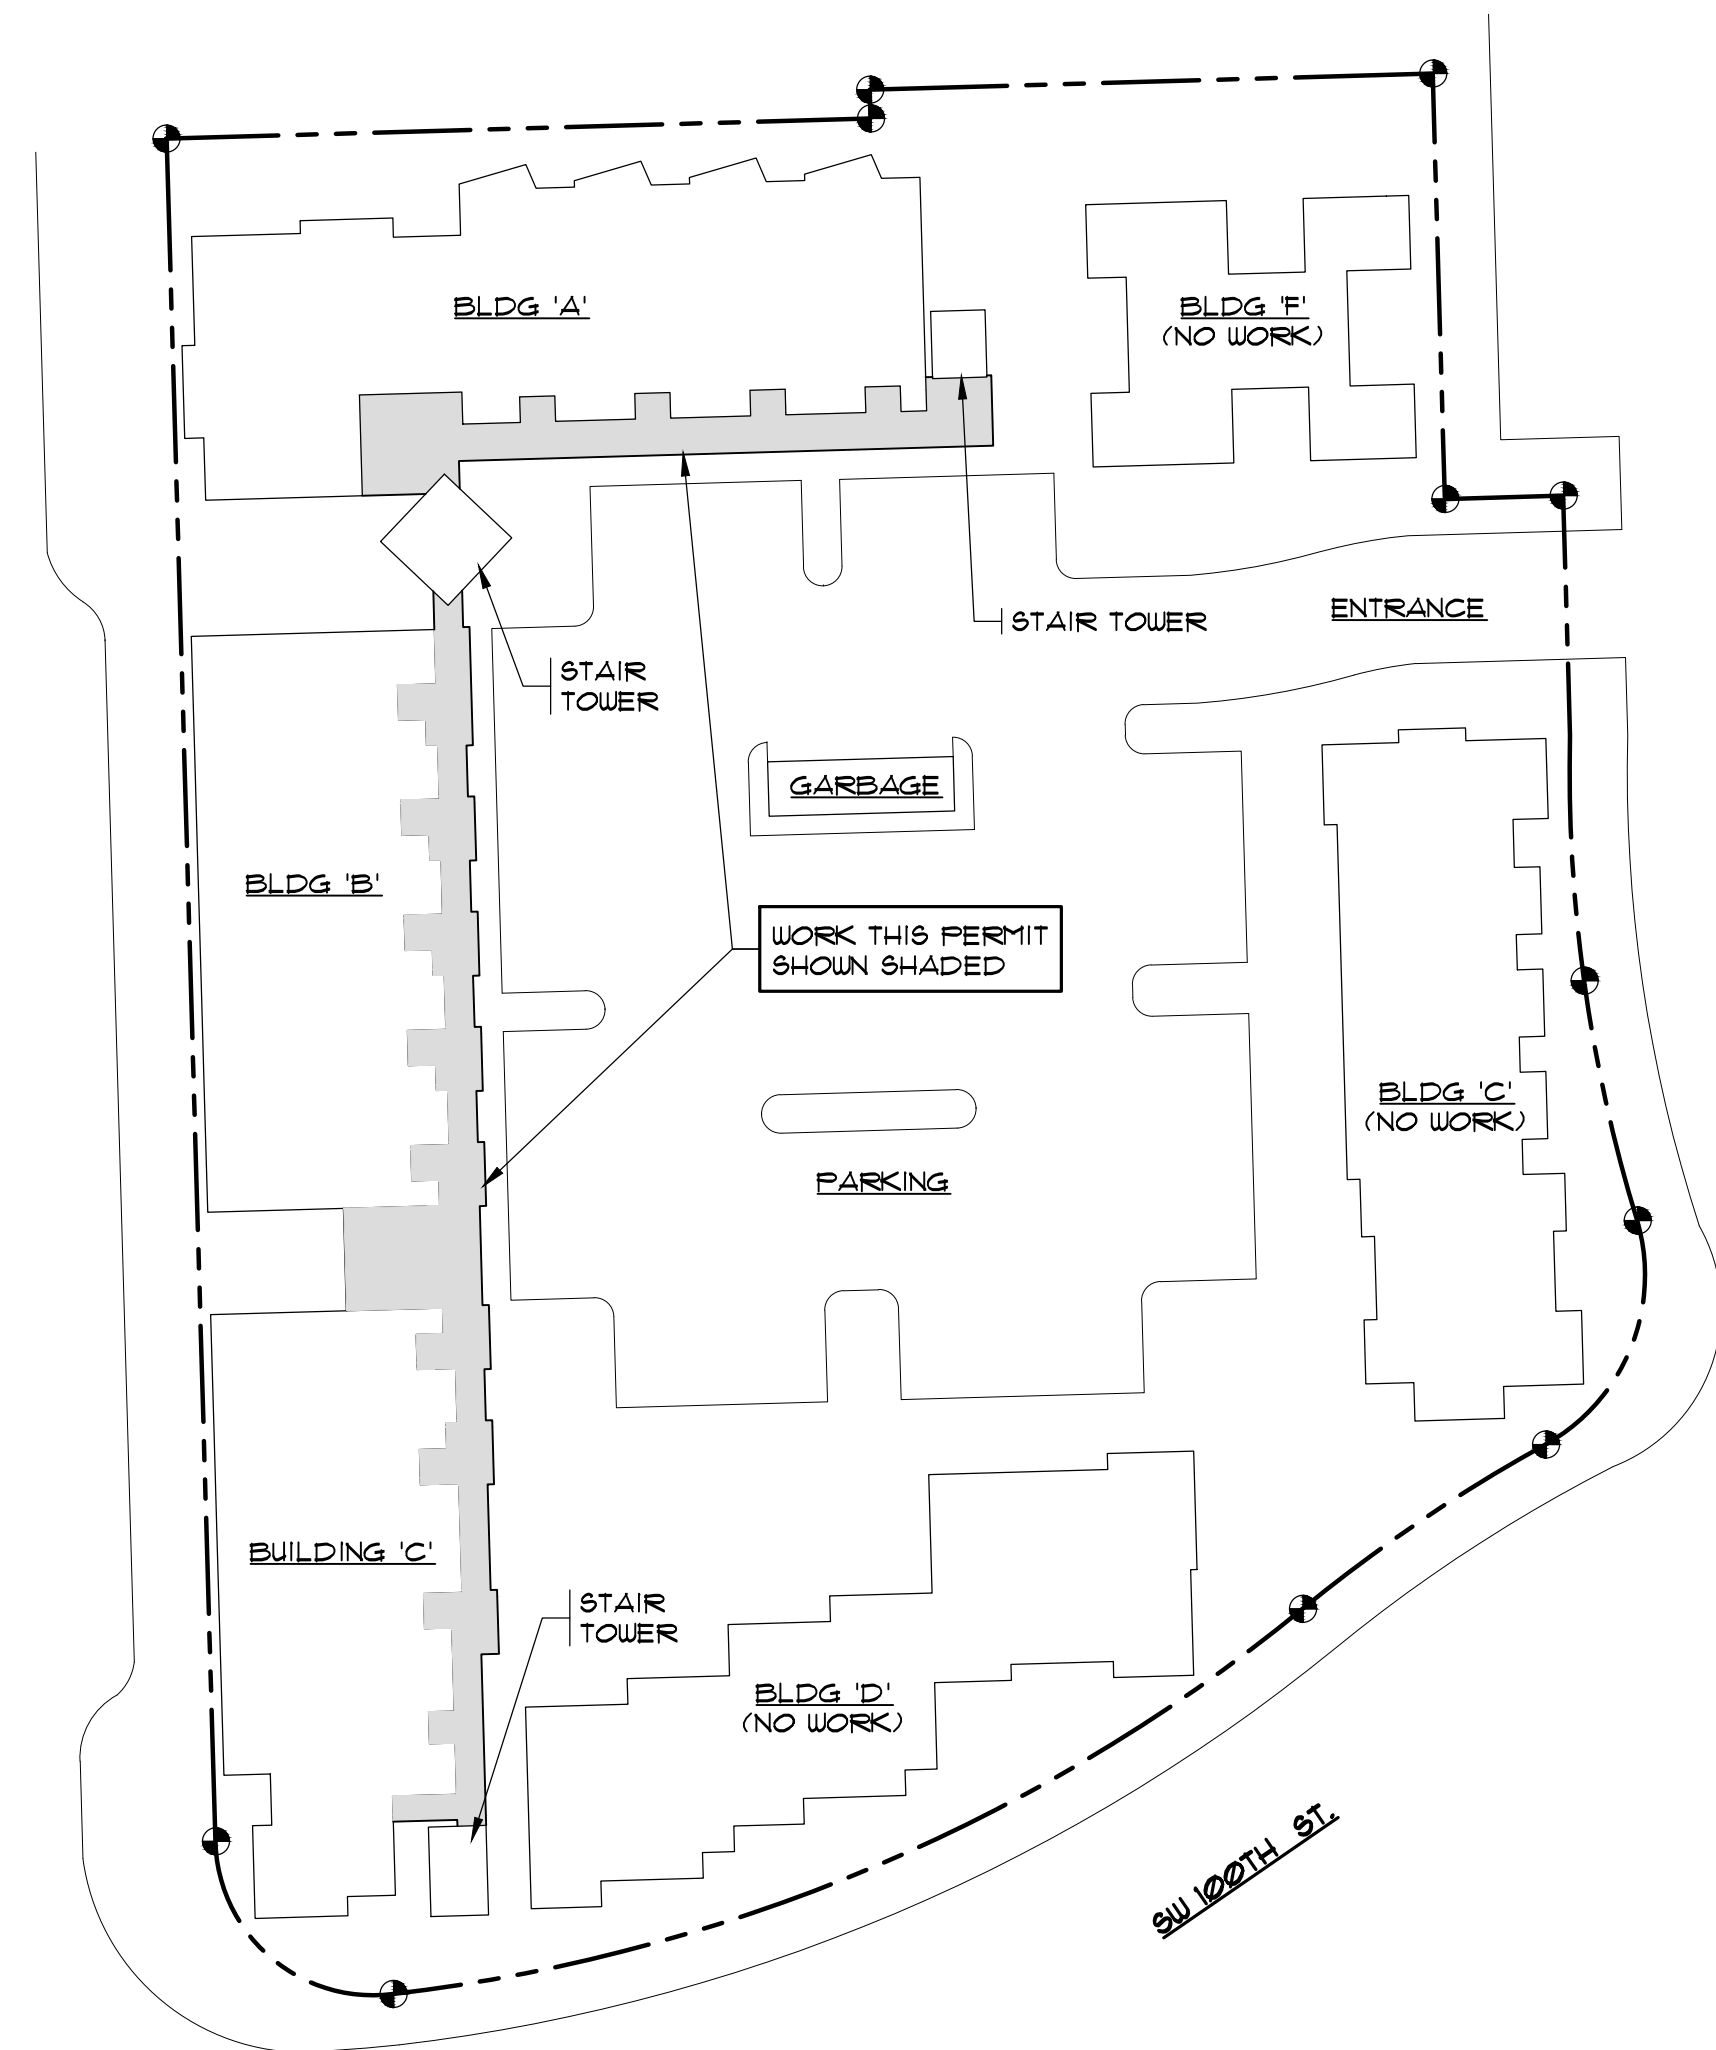 BLDG 'A'
BLDG 'F'
(NO WORK)
ENTRANCE
STAIR TOWER
STAIR
TOWER
GARBAGE
BLDG 'B'
WORK THIS PERMIT
SHOWN SHADED
BLDG 'C'
(NO WORK)
PARKING
BUILDING 'C'
STAIR
TOWER
BLDG 'D'
(NO WORK)
SW 100TH ST.